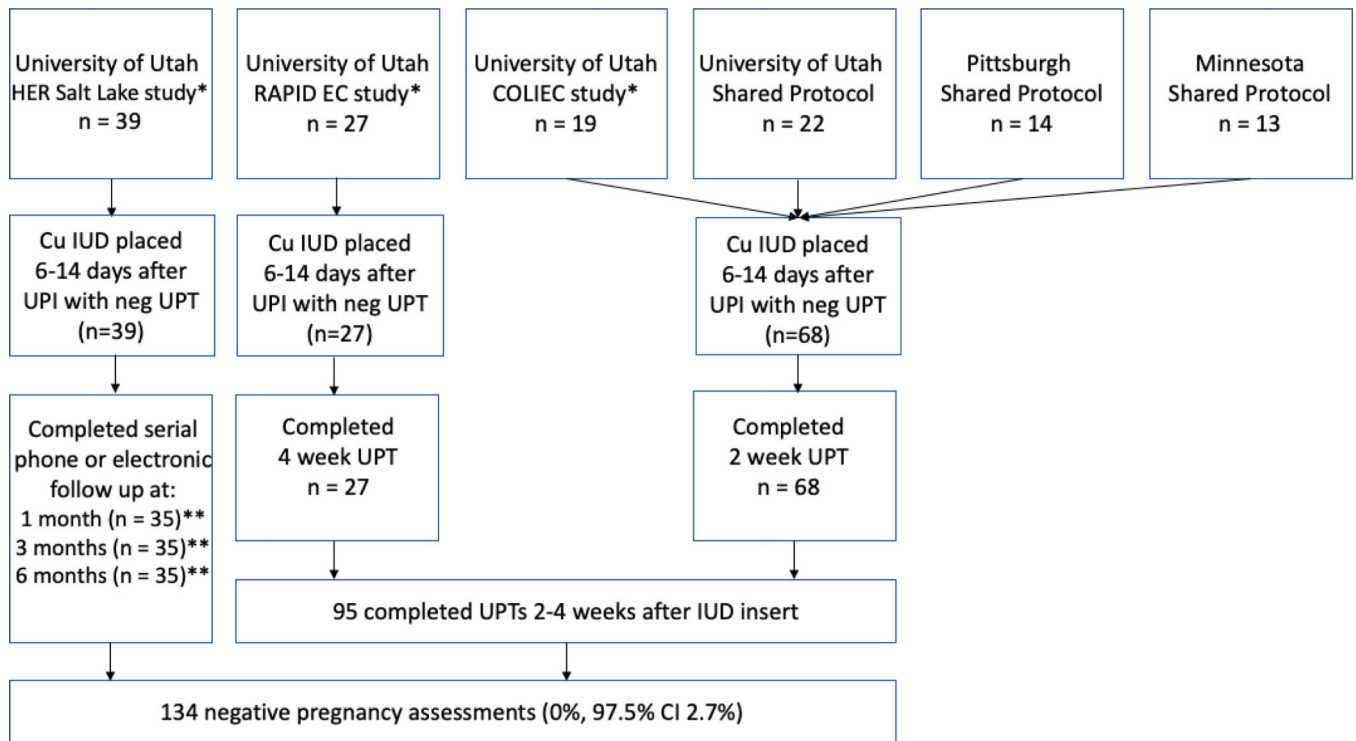 University of Utah
HER Salt Lake study*
n = 39
University of Utah
RAPID EC study*
n = 27
University of Utah
COLIEC study*
n = 19
University of Utah
Shared Protocol
n = 22
Pittsburgh
Shared Protocol
n = 14
Minnesota
Shared Protocol
n = 13
Cu IUD placed
6-14 days after
UPI with neg UPT
(n=39)
Cu IUD placed
6-14 days after
UPI with neg UPT
(n=27)
Cu IUD placed
6-14 days after
UPI with neg UPT
(n=68)
Completed serial
phone or electronic
follow up at:
1 month (n = 35)**
3 months (n = 35)**
6 months (n = 35)**
Completed
4 week UPT
n = 27
Completed
2 week UPT
n = 68
95 completed UPTs 2-4 weeks after IUD insert
134 negative pregnancy assessments (0%, 97.5% CI 2.7%)